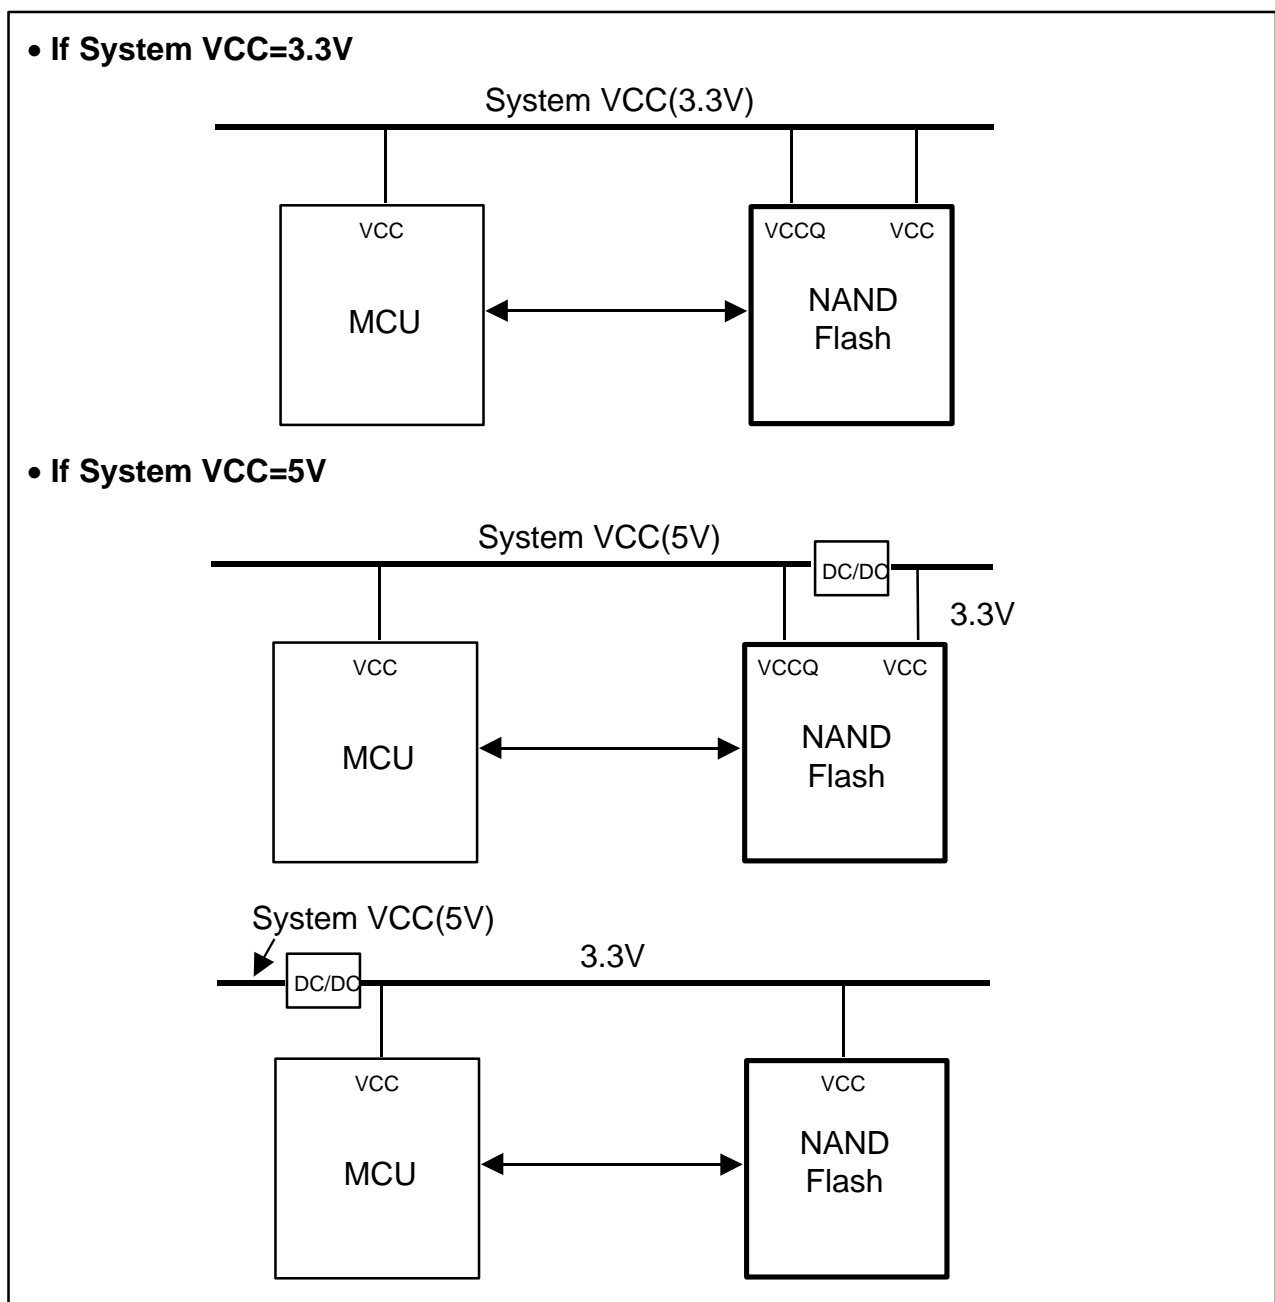 • If System VCC=3.3V
System VCC(3.3V)
VCC
VCCQ VCC
MCU
NAND
Flash
• If System VCC=5V
System VCC(5V)
DC/DC
3.3V
VCC
VCCQ VCC
MCU
NAND
Flash
System VCC(5V)
3.3V
DC/DC
VCC
VCC
MCU
NAND
Flash